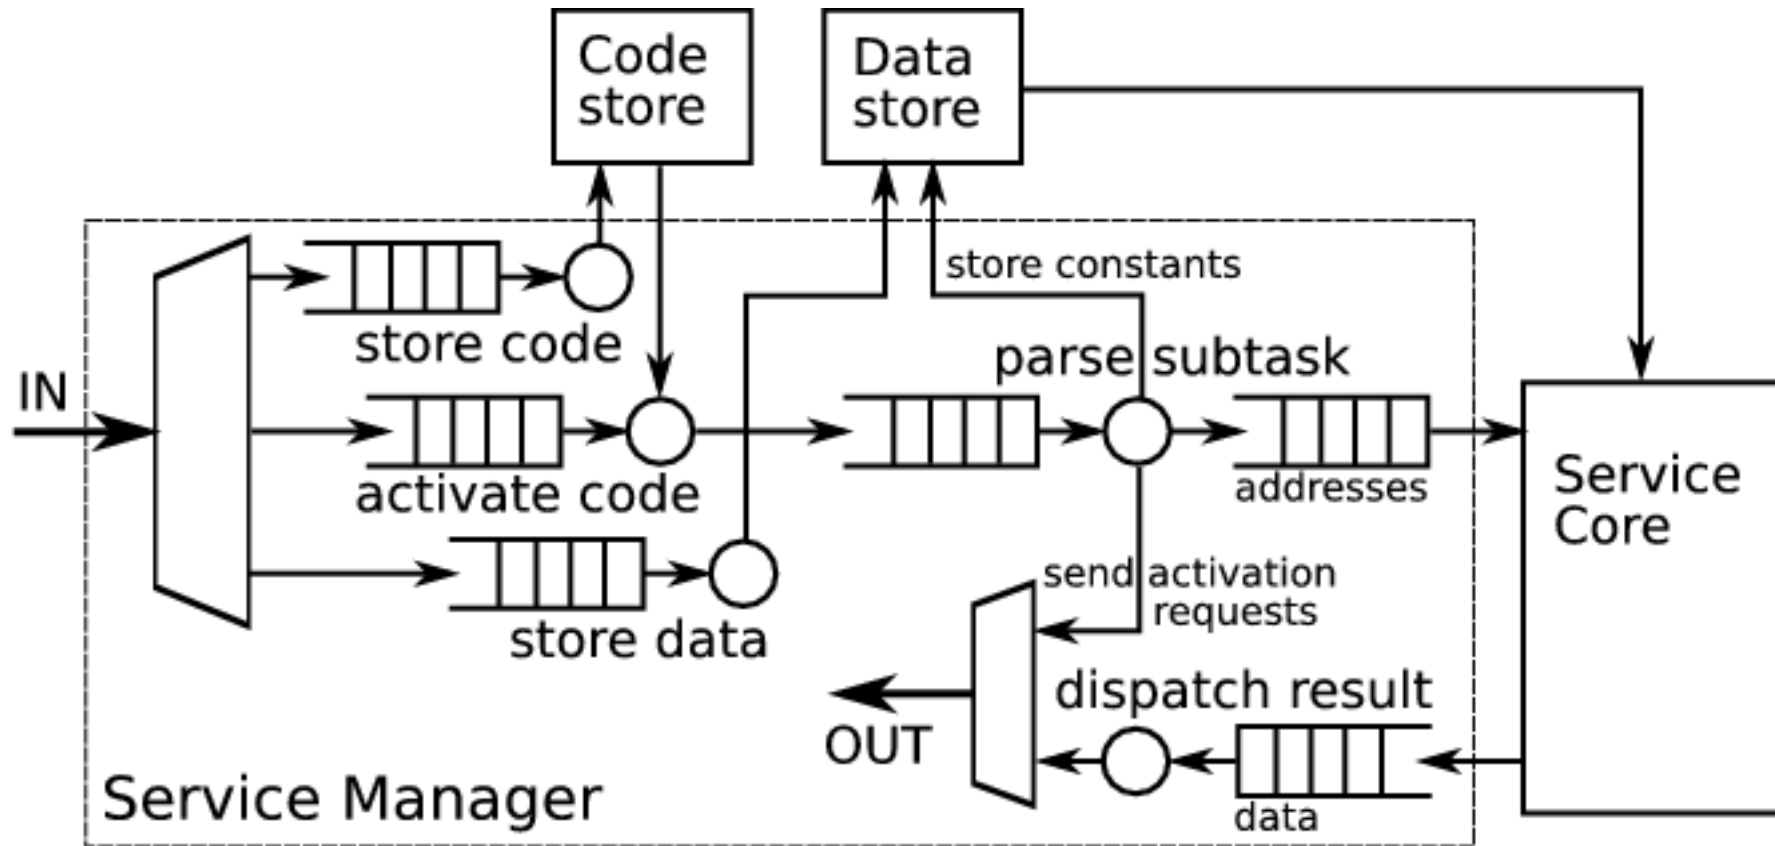 Code
store
Data
store
store constants
store code
parse subtask
IN
activate code
addresses
Service
Core
send activation
requests
store data
dispatch result
OUT
data
Service Manager